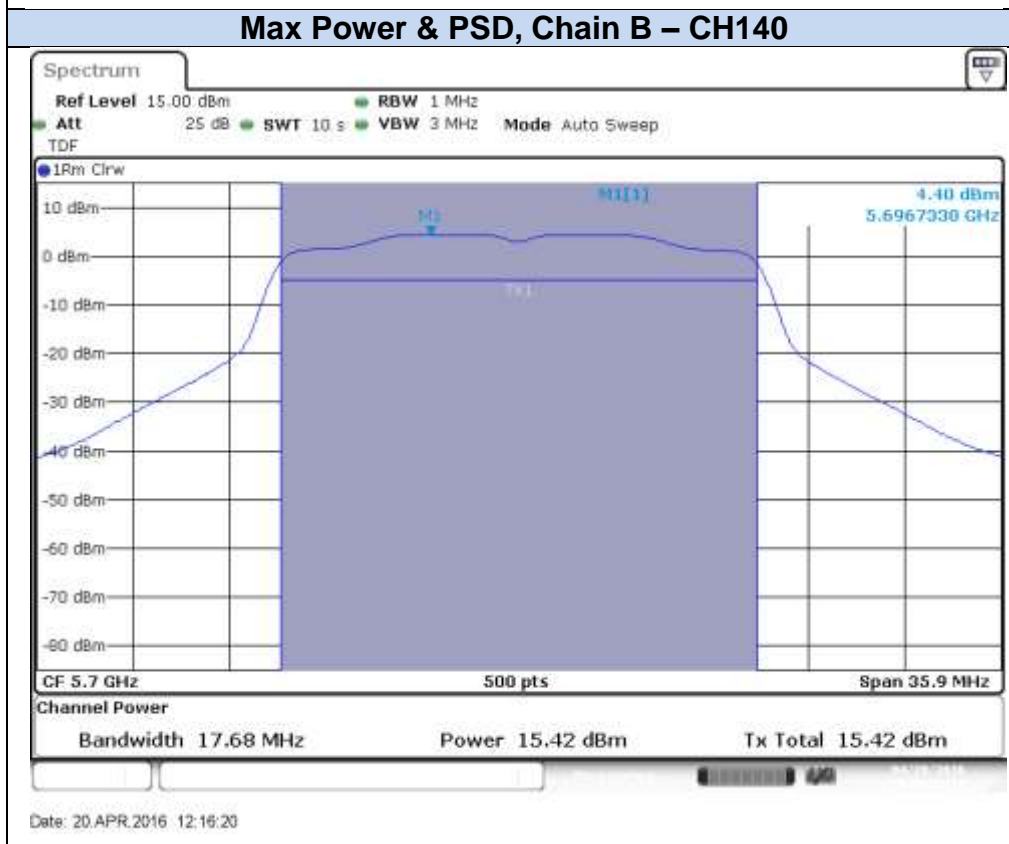 Max Power & PSD, Chain B – CH140
Spectrum
Ref Level 15.00 dBm RBW 1 MHz
Att 25 dB SWT 10 s VBW 3 MHz Mode Auto Sweep
TDF
1Rm Clrw
M1[1] 4.40 dBm
5.6967330 GHz
10 dBm
M1
0 dBm
-10 dBm
Tx1
-20 dBm
-30 dBm
-40 dBm
-50 dBm
-60 dBm
-70 dBm
-80 dBm
CF 5.7 GHz 500 pts Span 35.9 MHz
Channel Power
Bandwidth 17.68 MHz Power 15.42 dBm Tx Total 15.42 dBm
Date: 20.APR.2016 12:16:20